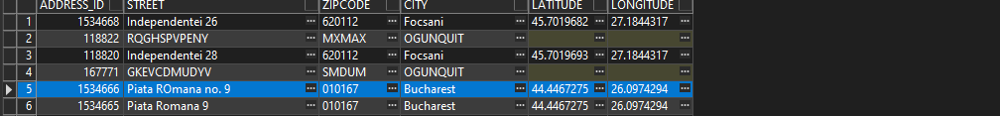 ADDRESS_ID STREET ZIPCODE CITY LATITUDE LONGITUDE
1 1534668 Independentei 26 ... 620112 ... Focsani ... 45.7019682 ... 27.1844317 ...
2 118822 RQGHSPVPENY ... MXMAX ... OGUNQUIT ... ... ...
3 118820 Independentei 28 ... 620112 ... Focsani ... 45.7019693 ... 27.1844317 ...
4 167771 GKEVCDMUDYV ... SMDUM ... OGUNQUIT ... ... ...
5 1534666 Piata ROmana no. 9 ... 010167 ... Bucharest ... 44.4467275 ... 26.0974294 ...
6 1534665 Piata Romana 9 ... 010167 ... Bucharest ... 44.4467275 ... 26.0974294 ...